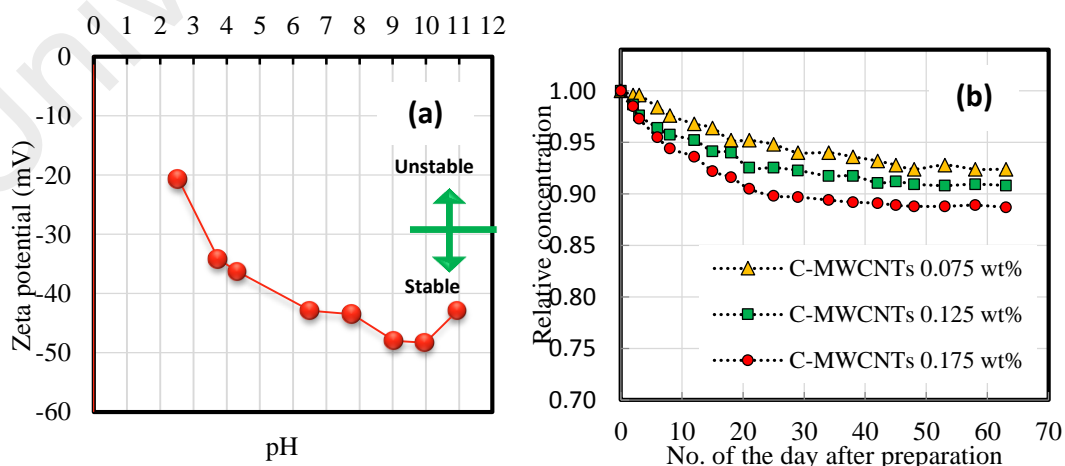 Univ
0 1 2 3 4 5 6 7 8 9 10 11 12
0
-10
-20
-30
-40
-50
-60
Zeta potential (mV)
pH
(a)
Unstable
Stable
1.00
0.95
0.90
0.85
0.80
0.75
0.70
Relative concentration
(b)
C-MWCNTs 0.075 wt%
C-MWCNTs 0.125 wt%
C-MWCNTs 0.175 wt%
0 10 20 30 40 50 60 70
No. of the day after preparation